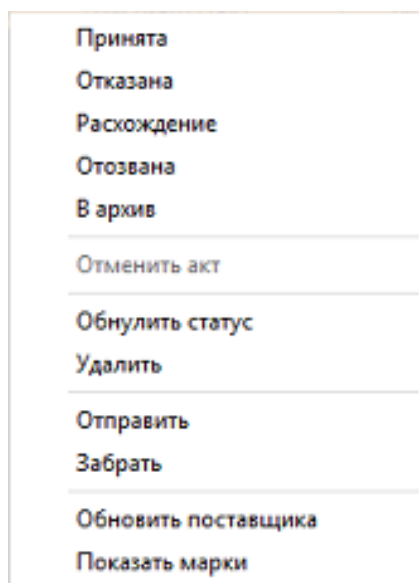 Принята
Отказана
Расхождение
Отозвана
В архив
Отменить акт
Обнулить статус
Удалить
Отправить
Забрать
Обновить поставщика
Показать марки